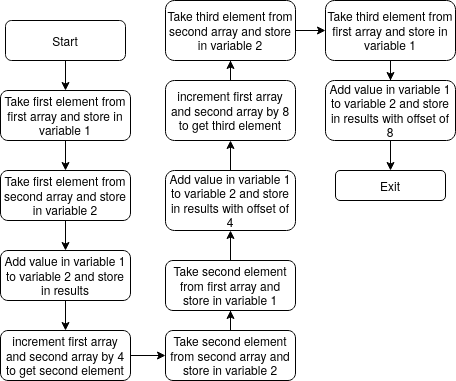 Start
Take first element from
first array and store in
variable 1
Take first element from
second array and store
in variable 2
Add value in variable 1
to variable 2 and store
in results
increment first array
and second array by 4
to get second element
Take second element
from second array and
store in variable 2
Take second element
from first array and
store in variable 1
Add value in variable 1
to variable 2 and store
in results with offset of
4
increment first array
and second array by 8
to get third element
Take third element from
second array and store
in variable 2
Take third element from
first array and store in
variable 1
Add value in variable 1
to variable 2 and store
in results with offset of
8
Exit